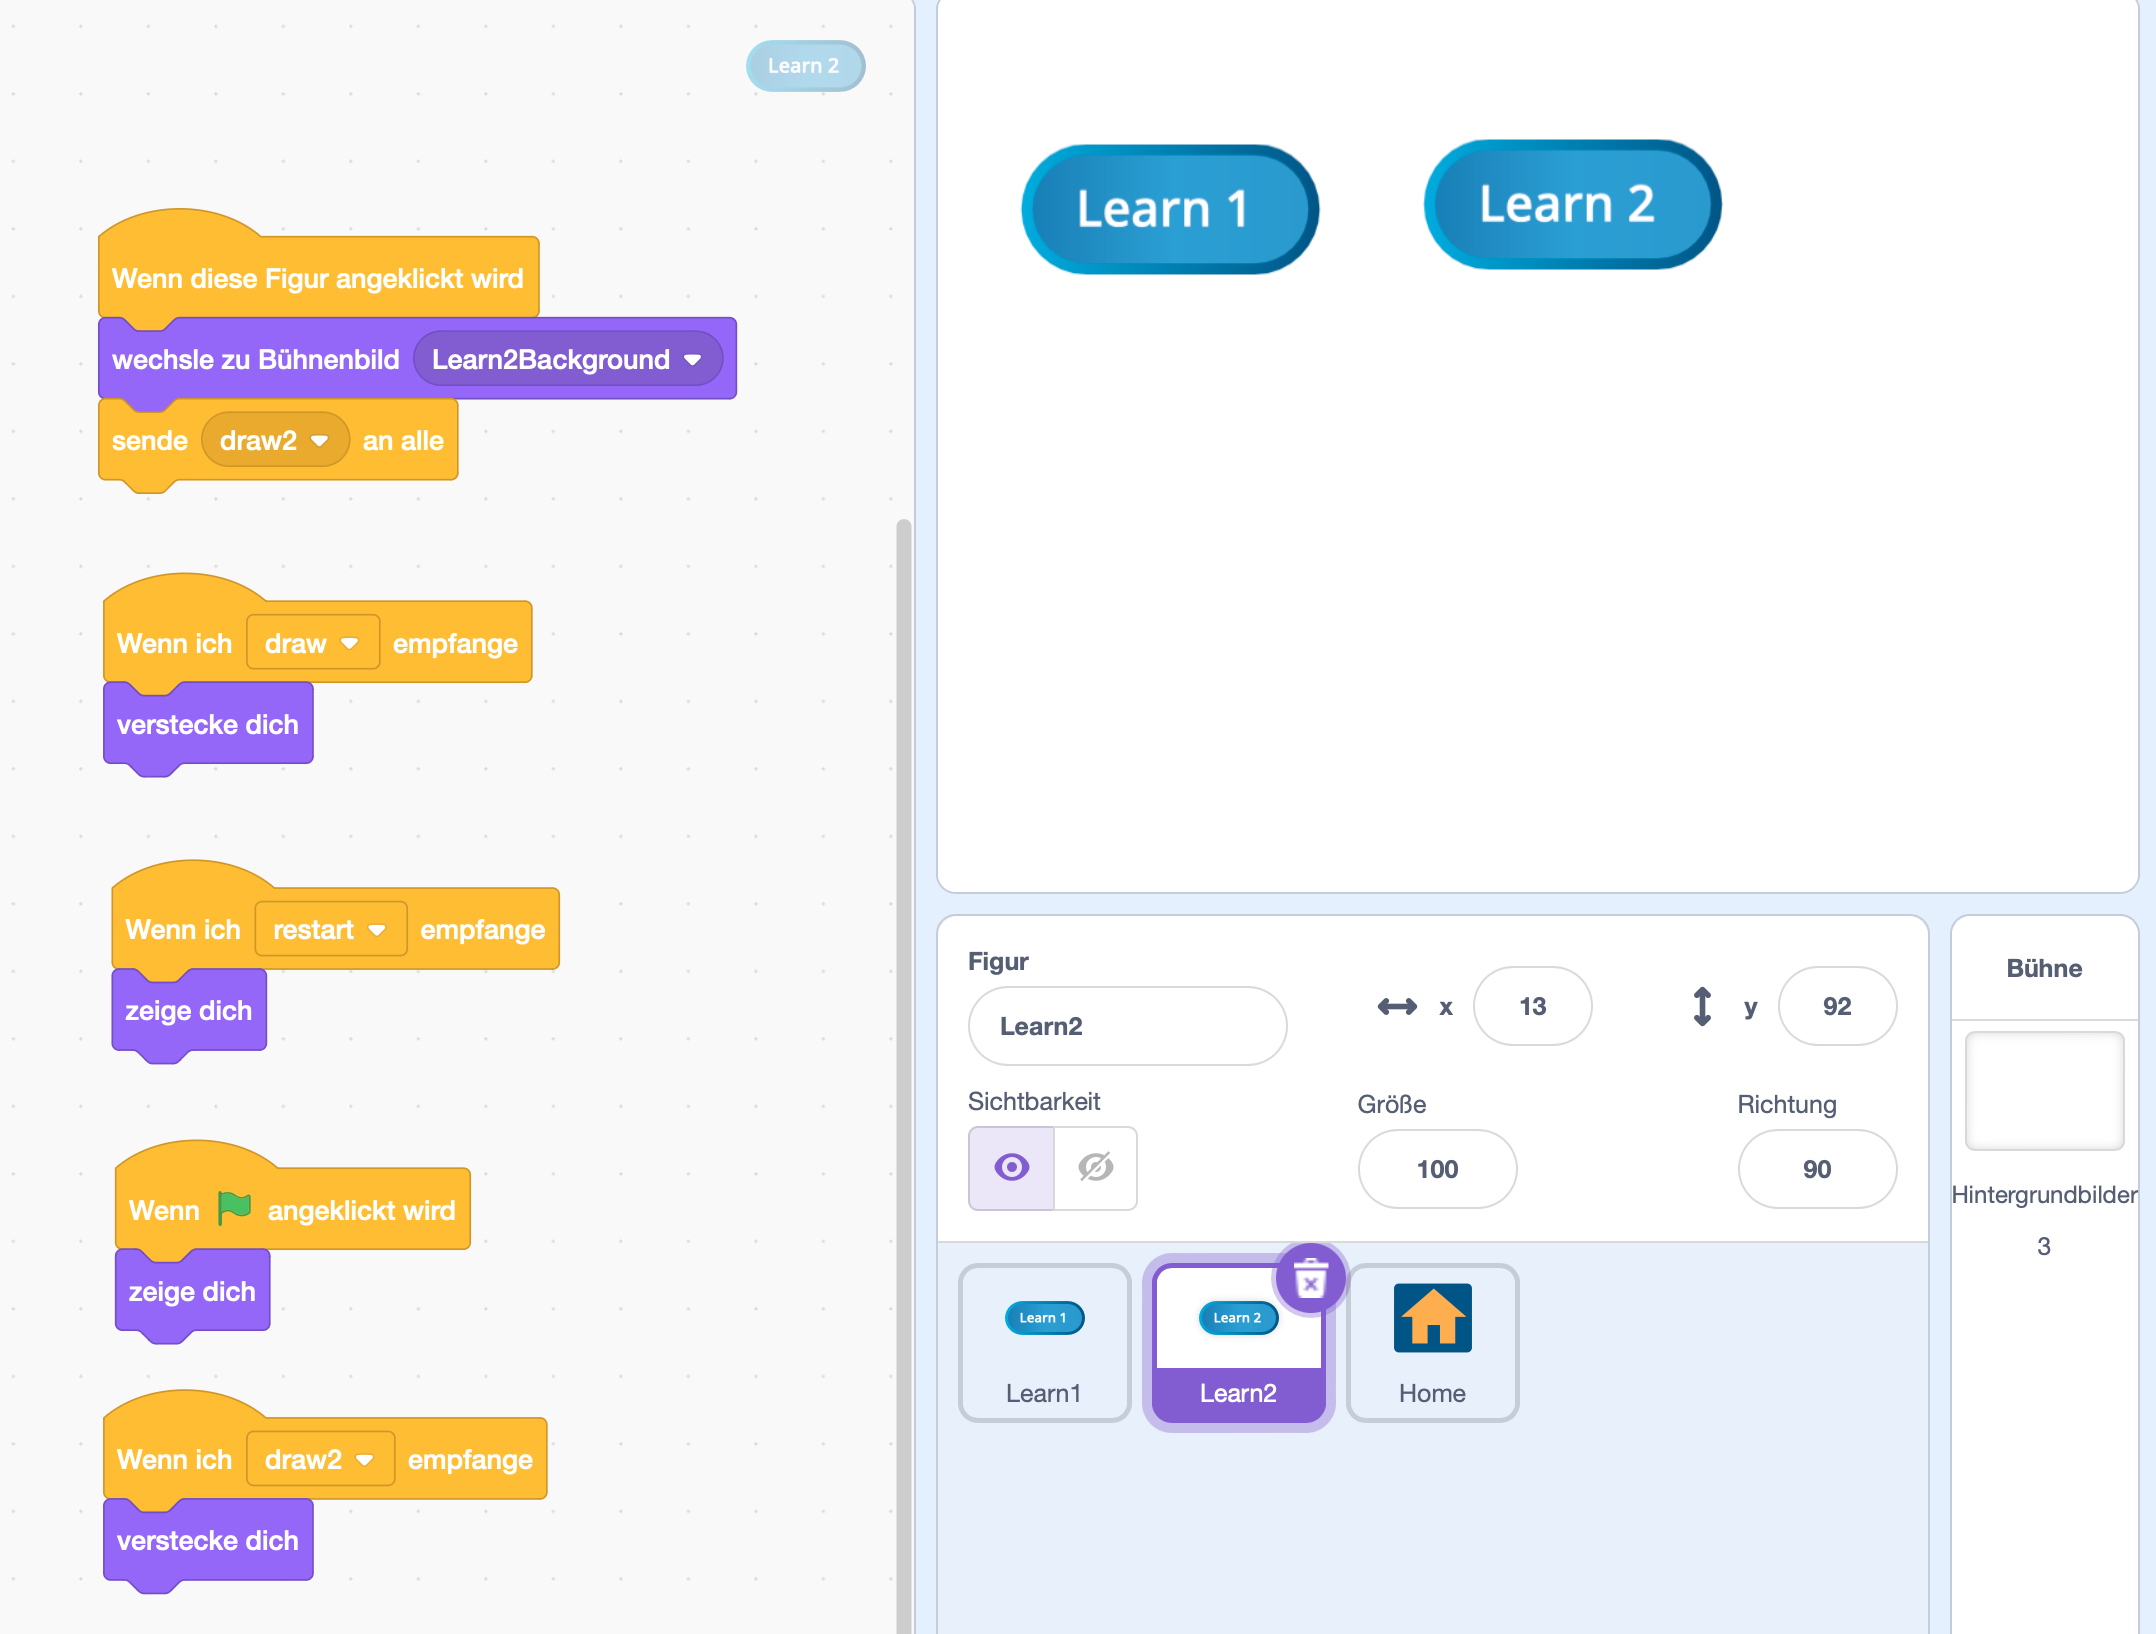 Learn 2
Wenn diese Figur angeklickt wird
wechsle zu Bühnenbild Learn2Background
sende draw2 an alle
Wenn ich draw empfange
verstecke dich
Wenn ich restart empfange
zeige dich
Wenn angeklickt wird
zeige dich
Wenn ich draw2 empfange
verstecke dich
Learn 1
Learn 2
Figur
Learn2
x 13
y 92
Sichtbarkeit
Größe
100
Richtung
90
Learn 1
Learn1
Learn 2
Learn2
Home
Bühne
Hintergrundbilder
3